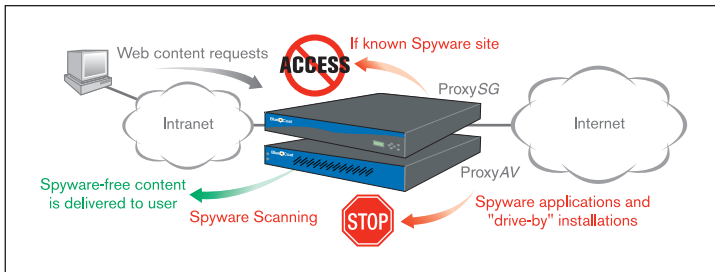 Web content requests
ACCESS
If known Spyware site
ProxySG
Intranet
Internet
Blue Coat
Blue Coat
ProxyAV
Spyware-free content
is delivered to user
Spyware Scanning
STOP
Spyware applications and
"drive-by" installations